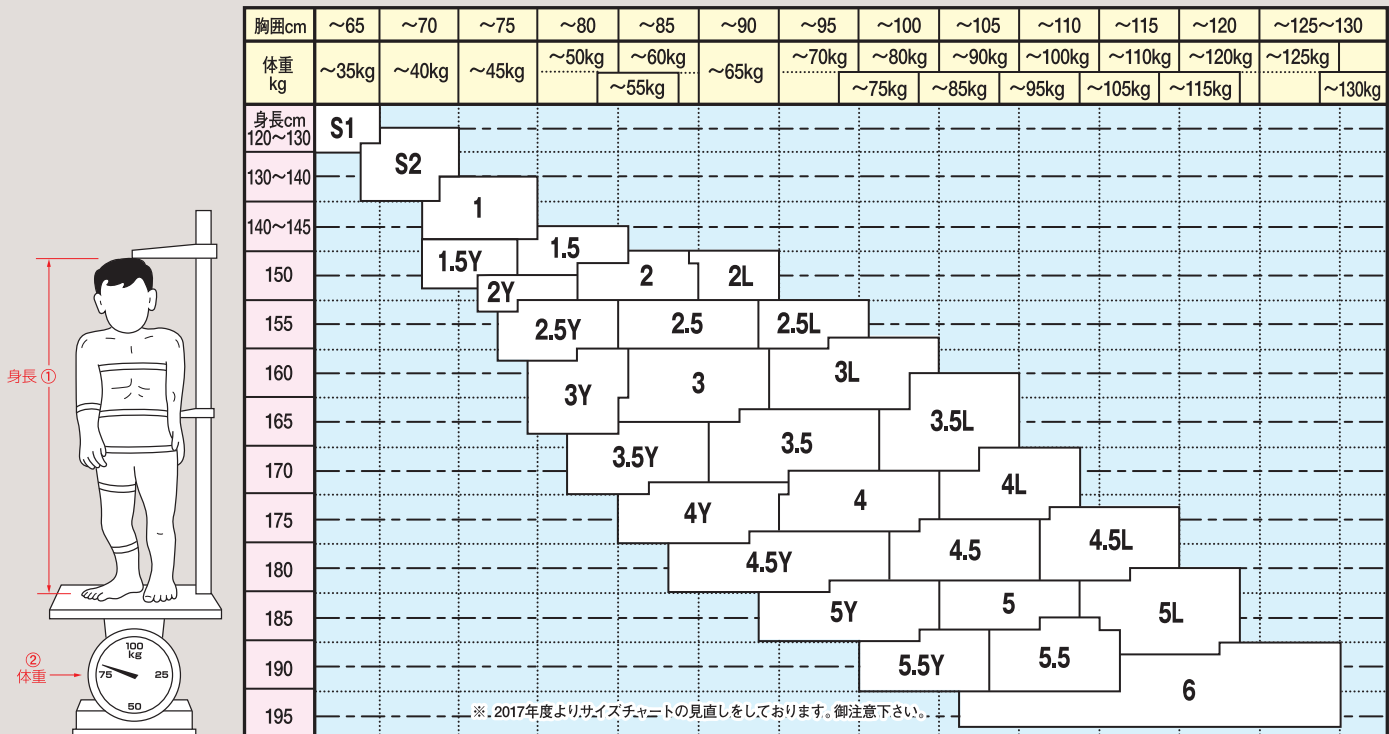 胸囲cm ～65 ～70 ～75 ～80 ～85 ～90 ～95 ～100 ～105 ～110 ～115 ～120 ～125～130
体重kg ～35kg ～40kg ～45kg ～50kg ～60kg ～65kg ～70kg ～80kg ～90kg ～100kg ～110kg ～120kg ～125kg
～55kg ～75kg ～85kg ～95kg ～105kg ～115kg ～130kg
身長cm
120～130 S1
S2
130～140
1
140～145
1.5Y 1.5
150 2Y 2 2L
155 2.5Y 2.5 2.5L
160 3Y 3 3L
165 3.5L
3.5Y 3.5
170 4L
4Y 4
175
4.5Y 4.5 4.5L
180
185 5Y 5 5L
190 5.5Y 5.5
6
195
※ 2017年度よりサイズチャートの見直しをしております。御注意下さい。
身長 ①
②
体重
100
kg
75 25
50